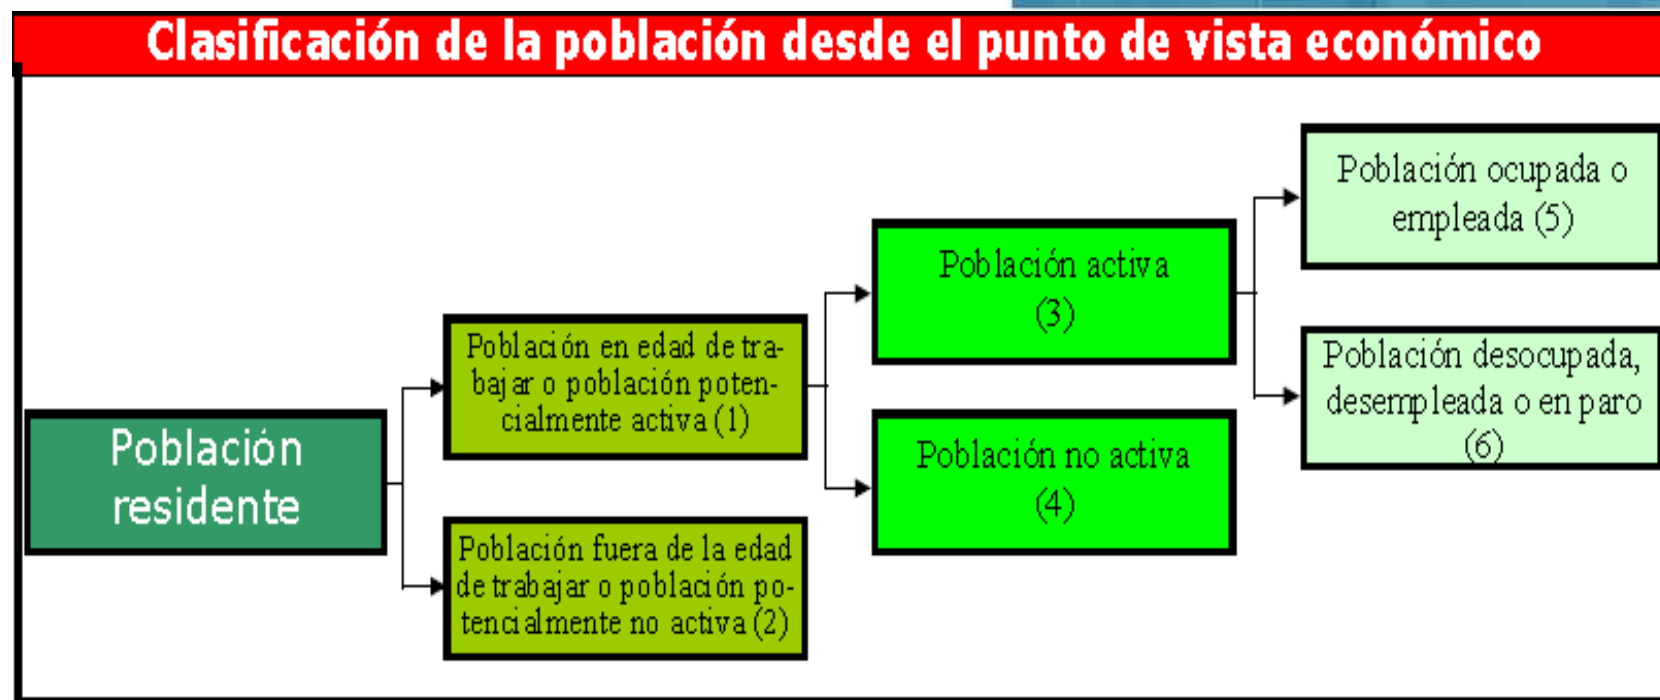 Clasificación de la población desde el punto de vista económico
Población ocupada o
empleada (5)
Población activa
(3)
Población en edad de tra-
bajar o población poten-
cialmente activa (1)
Población desocupada,
desempleada o en paro
(6)
Población
residente
Población no activa
(4)
Población fuera de la edad
de trabajar o población po-
tencialmente no activa (2)